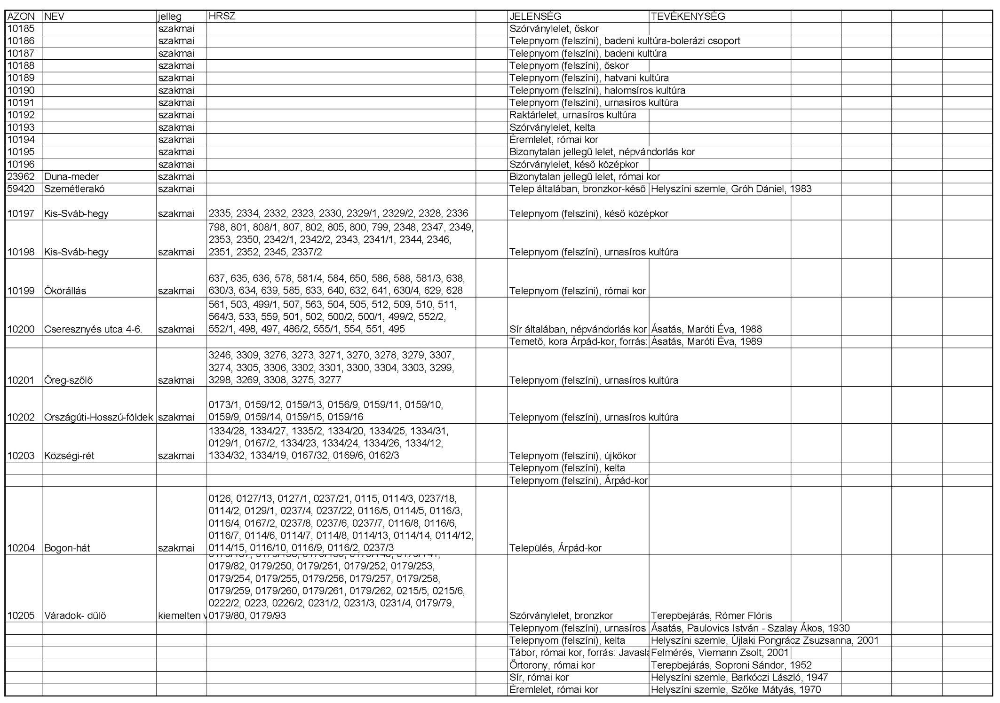 AZON NEV jelleg HRSZ JELENSÉG TEVÉKENYSÉG
10185 szakmai Szórványlelet, őskor
10186 szakmai Telepnyom (felszíni), badeni kultúra-bolerázi csoport
10187 szakmai Telepnyom (felszíni), badeni kultúra
10188 szakmai Telepnyom (felszíni), őskor
10189 szakmai Telepnyom (felszíni), hatvani kultúra
10190 szakmai Telepnyom (felszíni), halomsíros kultúra
10191 szakmai Telepnyom (felszíni), urnasíros kultúra
10192 szakmai Raktárlelet, urnasíros kultúra
10193 szakmai Szórványlelet, kelta
10194 szakmai Éremlelet, római kor
10195 szakmai Bizonytalan jellegű lelet, népvándorlás kor
10196 szakmai Szórványlelet, késő középkor
23962 Duna-meder szakmai Bizonytalan jellegű lelet, római kor
59420 Szemétlerakó szakmai Telep általában, bronzkor-késő Helyszíni szemle, Gróh Dániel, 1983
10197 Kis-Sváb-hegy szakmai 2335, 2334, 2332, 2323, 2330, 2329/1, 2329/2, 2328, 2336 Telepnyom (felszíni), késő középkor
798, 801, 808/1, 807, 802, 805, 800, 799, 2348, 2347, 2349,
2353, 2350, 2342/1, 2342/2, 2343, 2341/1, 2344, 2346,
10198 Kis-Sváb-hegy szakmai 2351, 2352, 2345, 2337/2 Telepnyom (felszíni), urnasíros kultúra
637, 635, 636, 578, 581/4, 584, 650, 586, 588, 581/3, 638,
10199 Ökörállás szakmai 630/3, 634, 639, 585, 633, 640, 632, 641, 630/4, 629, 628 Telepnyom (felszíni), római kor
561, 503, 499/1, 507, 563, 504, 505, 512, 509, 510, 511,
564/3, 533, 559, 501, 502, 500/2, 500/1, 499/2, 552/2,
10200 Cseresznyés utca 4-6. szakmai 552/1, 498, 497, 486/2, 555/1, 554, 551, 495 Sír általában, népvándorlás kor Ásatás, Maróti Éva, 1988
Temető, kora Árpád-kor, forrás: Ásatás, Maróti Éva, 1989
3246, 3309, 3276, 3273, 3271, 3270, 3278, 3279, 3307,
3274, 3305, 3306, 3302, 3301, 3300, 3304, 3303, 3299,
10201 Öreg-szőlő szakmai 3298, 3269, 3308, 3275, 3277 Telepnyom (felszíni), urnasíros kultúra
0173/1, 0159/12, 0159/13, 0156/9, 0159/11, 0159/10,
10202 Országúti-Hosszú-földek szakmai 0159/9, 0159/14, 0159/15, 0159/16 Telepnyom (felszíni), urnasíros kultúra
1334/28, 1334/27, 1335/2, 1334/20, 1334/25, 1334/31,
0129/1, 0167/2, 1334/23, 1334/24, 1334/26, 1334/12,
10203 Községi-rét szakmai 1334/32, 1334/19, 0167/32, 0169/6, 0162/3 Telepnyom (felszíni), újkőkor
Telepnyom (felszíni), kelta
Telepnyom (felszíni), Árpád-kor
0126, 0127/13, 0127/1, 0237/21, 0115, 0114/3, 0237/18,
0114/2, 0129/1, 0237/4, 0237/22, 0116/5, 0114/5, 0116/3,
0116/4, 0167/2, 0237/8, 0237/6, 0237/7, 0116/8, 0116/6,
0116/7, 0114/6, 0114/7, 0114/8, 0114/13, 0114/14, 0114/12,
10204 Bogon-hát szakmai 0114/15, 0116/10, 0116/9, 0116/2, 0237/3 Település, Árpád-kor
0179/82, 0179/250, 0179/251, 0179/252, 0179/253,
0179/254, 0179/255, 0179/256, 0179/257, 0179/258,
0179/259, 0179/260, 0179/261, 0179/262, 0215/5, 0215/6,
0222/2, 0223, 0226/2, 0231/2, 0231/3, 0231/4, 0179/79,
10205 Váradok- dűlő kiemelten v 0179/80, 0179/93 Szórványlelet, bronzkor Terepbejárás, Rómer Flóris
Telepnyom (felszíni), urnasíros Ásatás, Paulovics István - Szalay Ákos, 1930
Telepnyom (felszíni), kelta Helyszíni szemle, Újlaki Pongrácz Zsuzsanna, 2001
Tábor, római kor, forrás: Javasla Felmérés, Viemann Zsolt, 2001
Őrtorony, római kor Terepbejárás, Soproni Sándor, 1952
Sír, római kor Helyszíni szemle, Barkóczi László, 1947
Éremlelet, római kor Helyszíni szemle, Szőke Mátyás, 1970